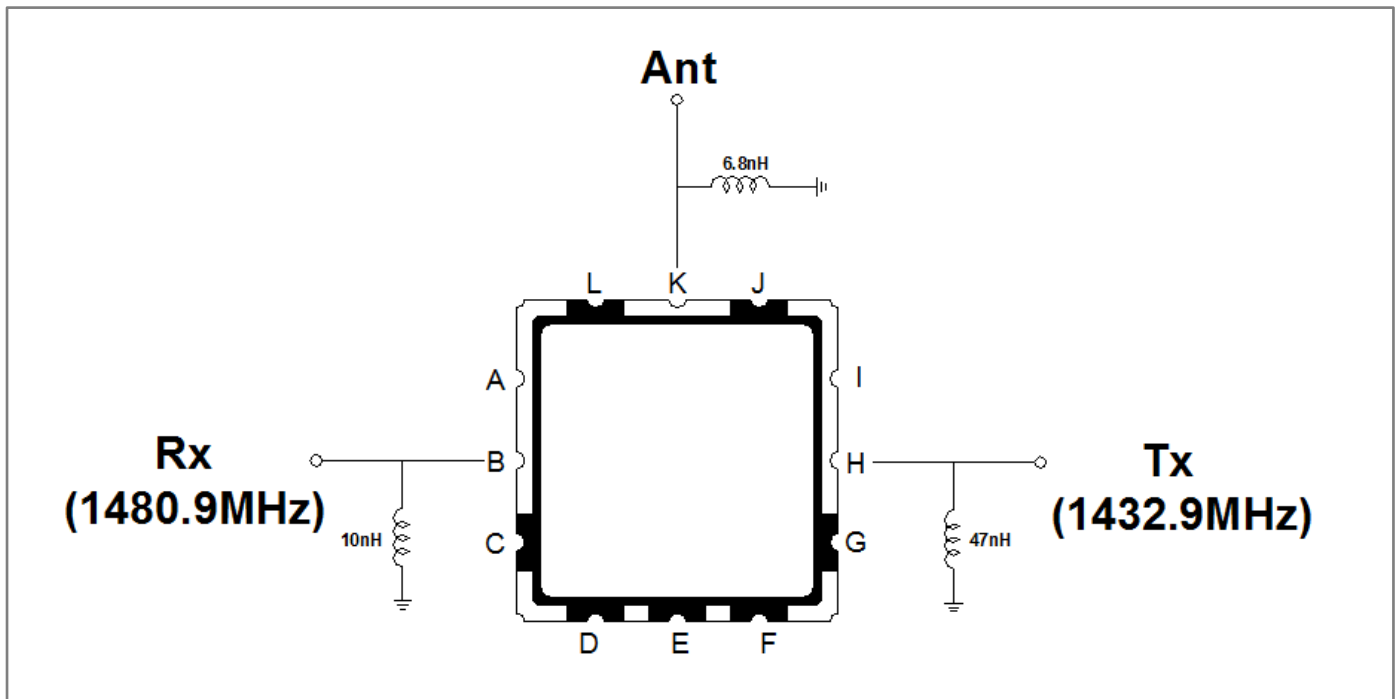 Ant
6.8nH
L K J
A I
Rx
(1480.9MHz)
B H
Tx
(1432.9MHz)
10nH
C G
47nH
D E F